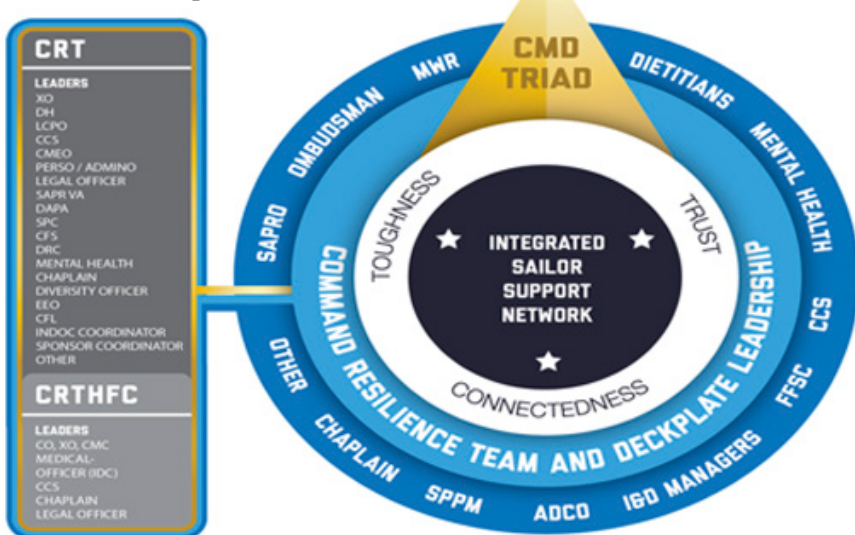 CRT
LEADERS
XO
DH
LCPO
CCS
CMEO
PERSO / ADMINO
LEGAL OFFICER
SAPR VA
DAPA
SPC
CFS
DRC
MENTAL HEALTH
CHAPLAIN
DIVERSITY OFFICER
EEO
CFL
INDOC COORDINATOR
SPONSOR COORDINATOR
OTHER
CRTHFC
LEADERS
CO, XO, CMC
MEDICAL-
OFFICER (IDC)
CCS
CHAPLAIN
LEGAL OFFICER
CMD
TRIAD
SAPRO
OMBUDSMAN
MWR
DIETITIANS
MENTAL HEALTH
CCS
FFSC
I&D MANAGERS
ADCO
SPPM
CHAPLAIN
OTHER
COMMAND RESILIENCE TEAM AND DECKPLATE LEADERSHIP
TOUGHNESS
TRUST
CONNECTEDNESS
INTEGRATED
SAILOR
SUPPORT
NETWORK